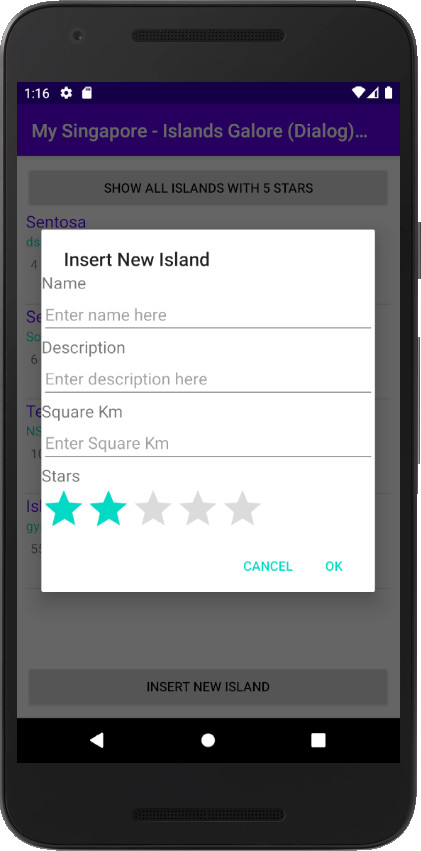 1:16
My Singapore - Islands Galore (Dialog)...
SHOW ALL ISLANDS WITH 5 STARS
Sentosa
ds
4
Se
So
6
Te
NS
Isl
gy
55
Insert New Island
Name
Enter name here
Description
Enter description here
Square Km
Enter Square Km
Stars
CANCEL OK
INSERT NEW ISLAND